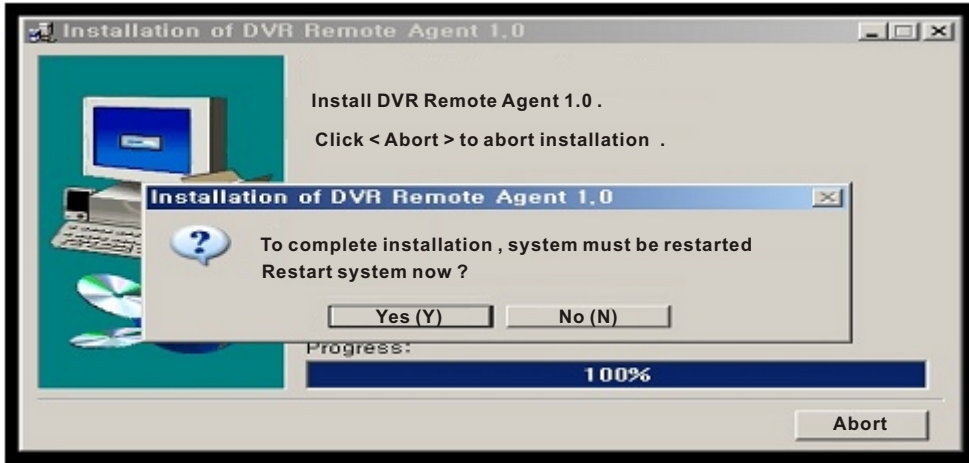 Installation of DVR Remote Agent 1.0
Install DVR Remote Agent 1.0 .
Click < Abort > to abort installation .
Installation of DVR Remote Agent 1.0
To complete installation , system must be restarted
Restart system now ?
Yes (Y)
No (N)
Progress:
100%
Abort